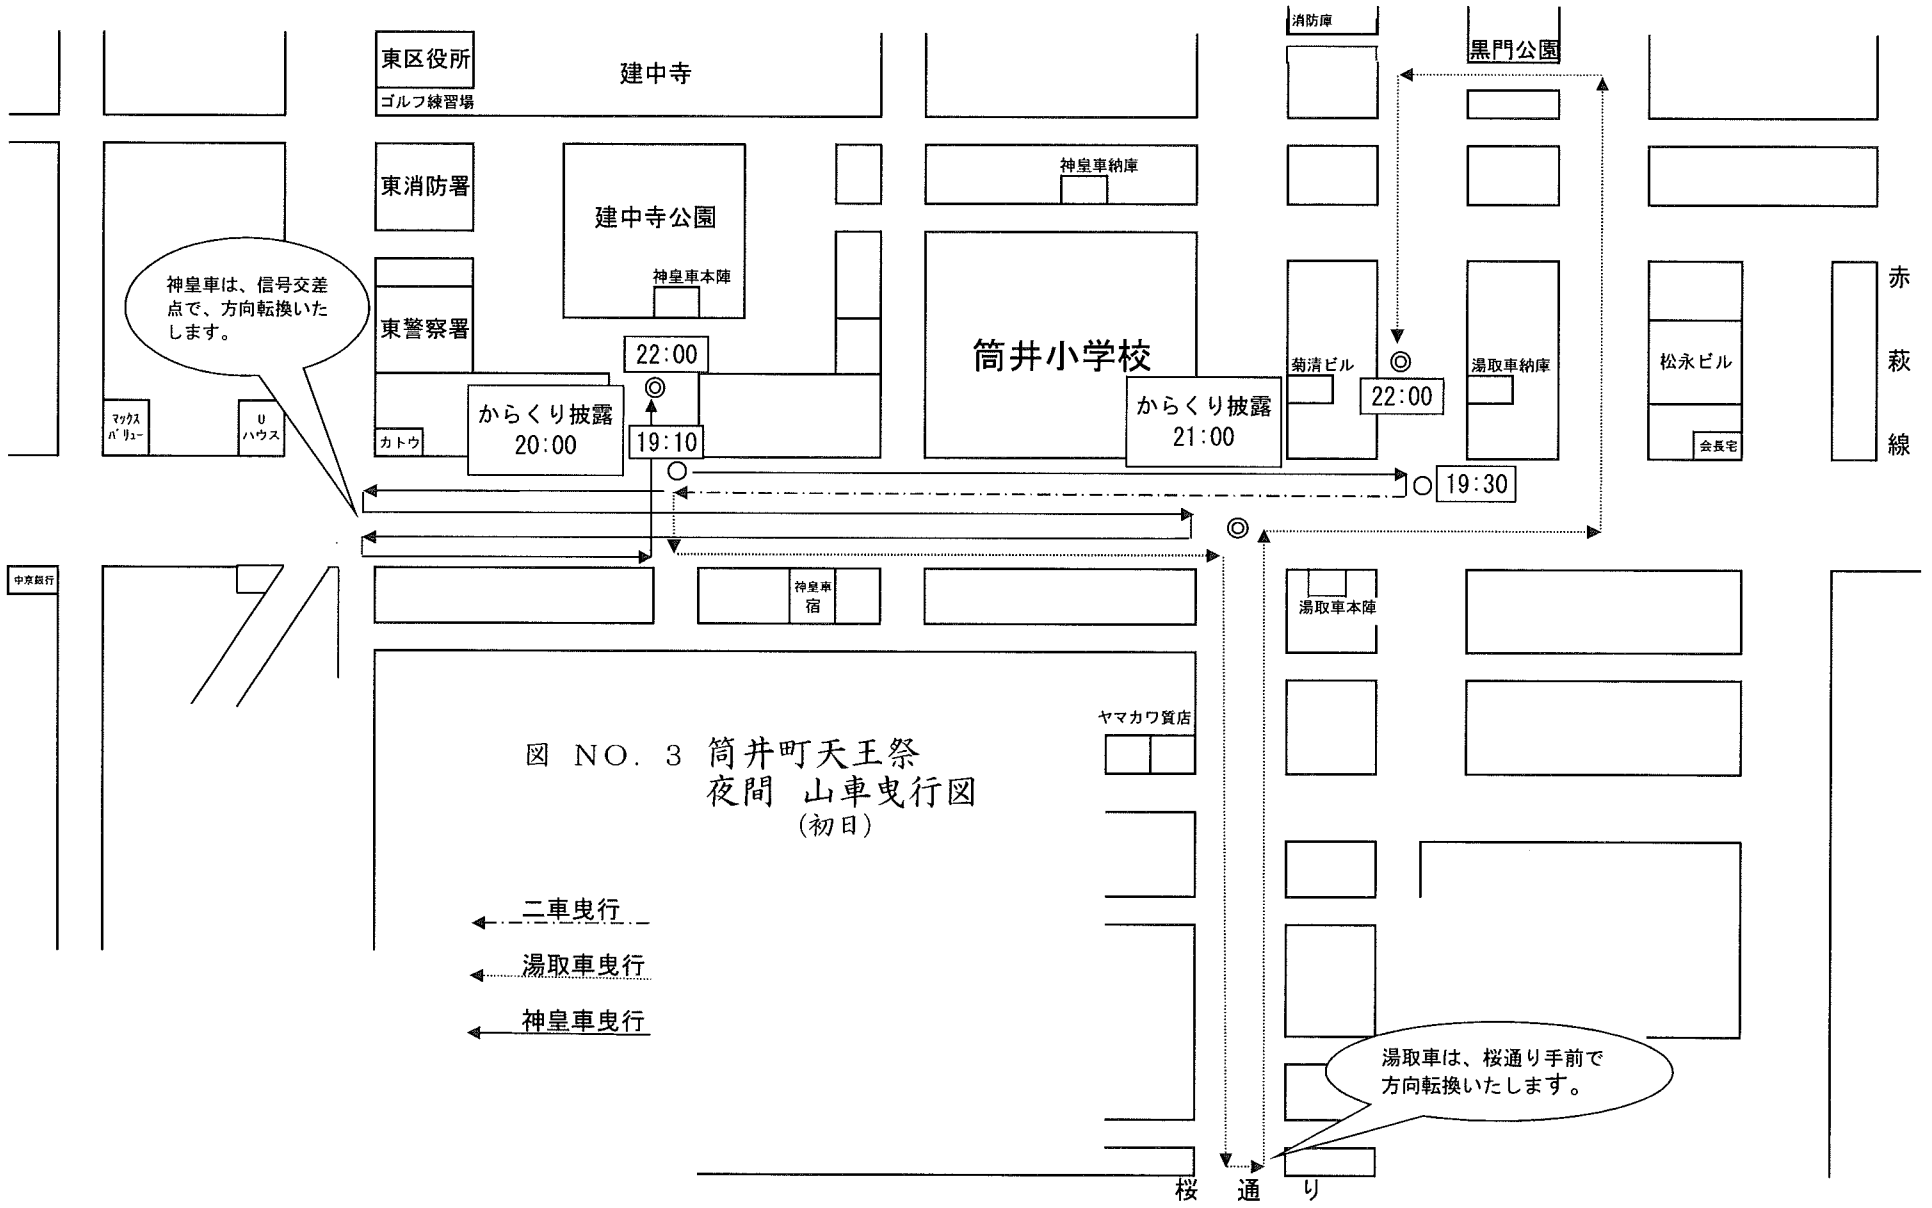 消防庫
黒門公園
東区役所
ゴルフ練習場
建中寺
神皇車納庫
東消防署
建中寺公園
神皇車本陣
神皇車は、信号交差
点で、方向転換いた
します。
赤
萩
線
東警察署
22:00
筒井小学校
菊清ビル
22:00
湯取車納庫
松永ビル
からくり披露
20:00
からくり披露
21:00
マックス
バリュー
U
ハウス
カトウ
19:10
会長宅
19:30
中京銀行
神皇車
宿
湯取車本陣
ヤマカワ質店
図 NO. 3 筒井町天王祭
夜間 山車曳行図
(初日)
二車曳行
湯取車曳行
神皇車曳行
湯取車は、桜通り手前で
方向転換いたします。
桜 通 り